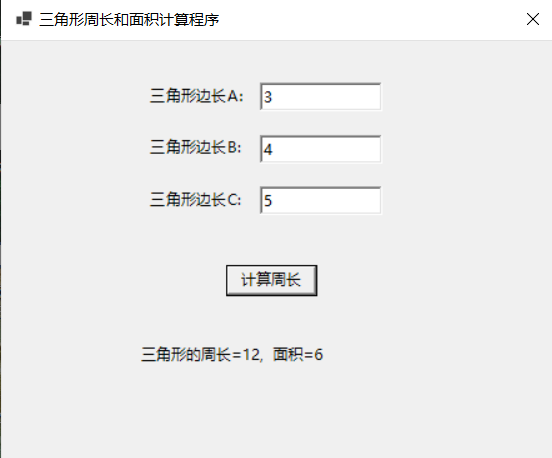 三角形周长和面积计算程序
三角形边长A: 3
三角形边长B: 4
三角形边长C: 5
计算周长
三角形的周长=12, 面积=6